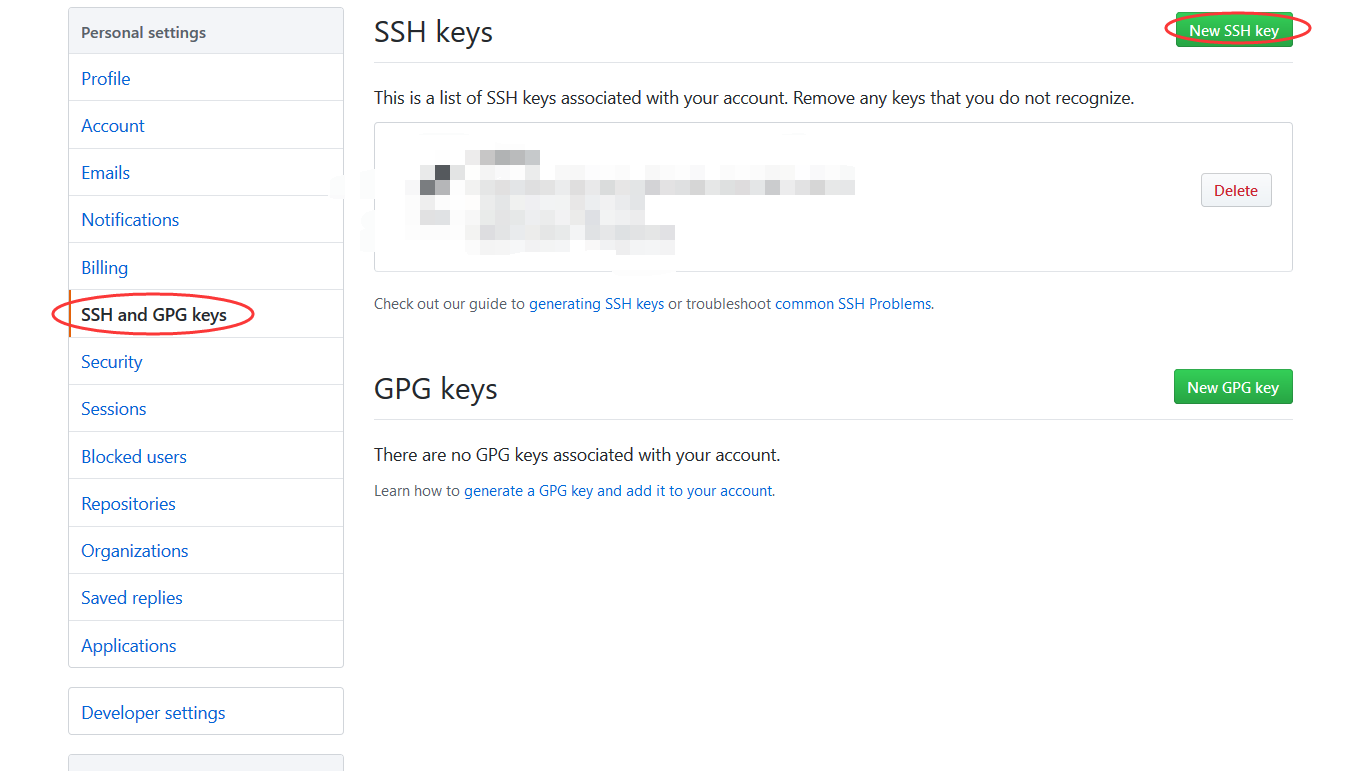 Personal settings
Profile
Account
Emails
Notifications
Billing
SSH and GPG keys
Security
Sessions
Blocked users
Repositories
Organizations
Saved replies
Applications
Developer settings
SSH keys
New SSH key
This is a list of SSH keys associated with your account. Remove any keys that you do not recognize.
Delete
Check out our guide to generating SSH keys or troubleshoot common SSH Problems.
GPG keys
New GPG key
There are no GPG keys associated with your account.
Learn how to generate a GPG key and add it to your account.